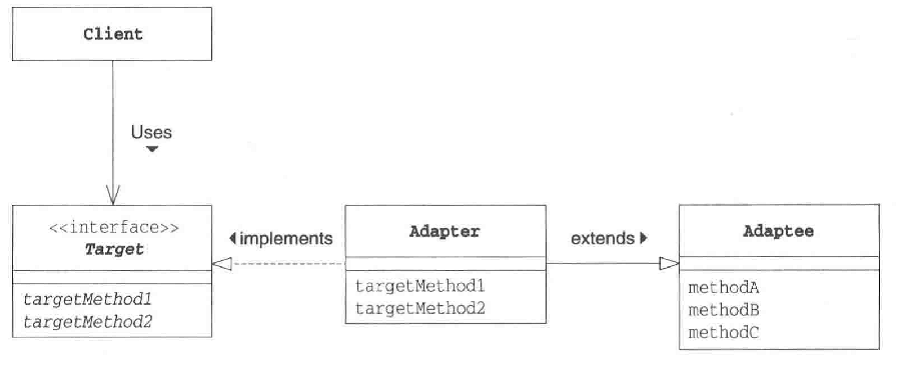 Client
Uses
<<interface>>
Target
targetMethod1
targetMethod2
implements
Adapter
targetMethod1
targetMethod2
extends
Adaptee
methodA
methodB
methodC